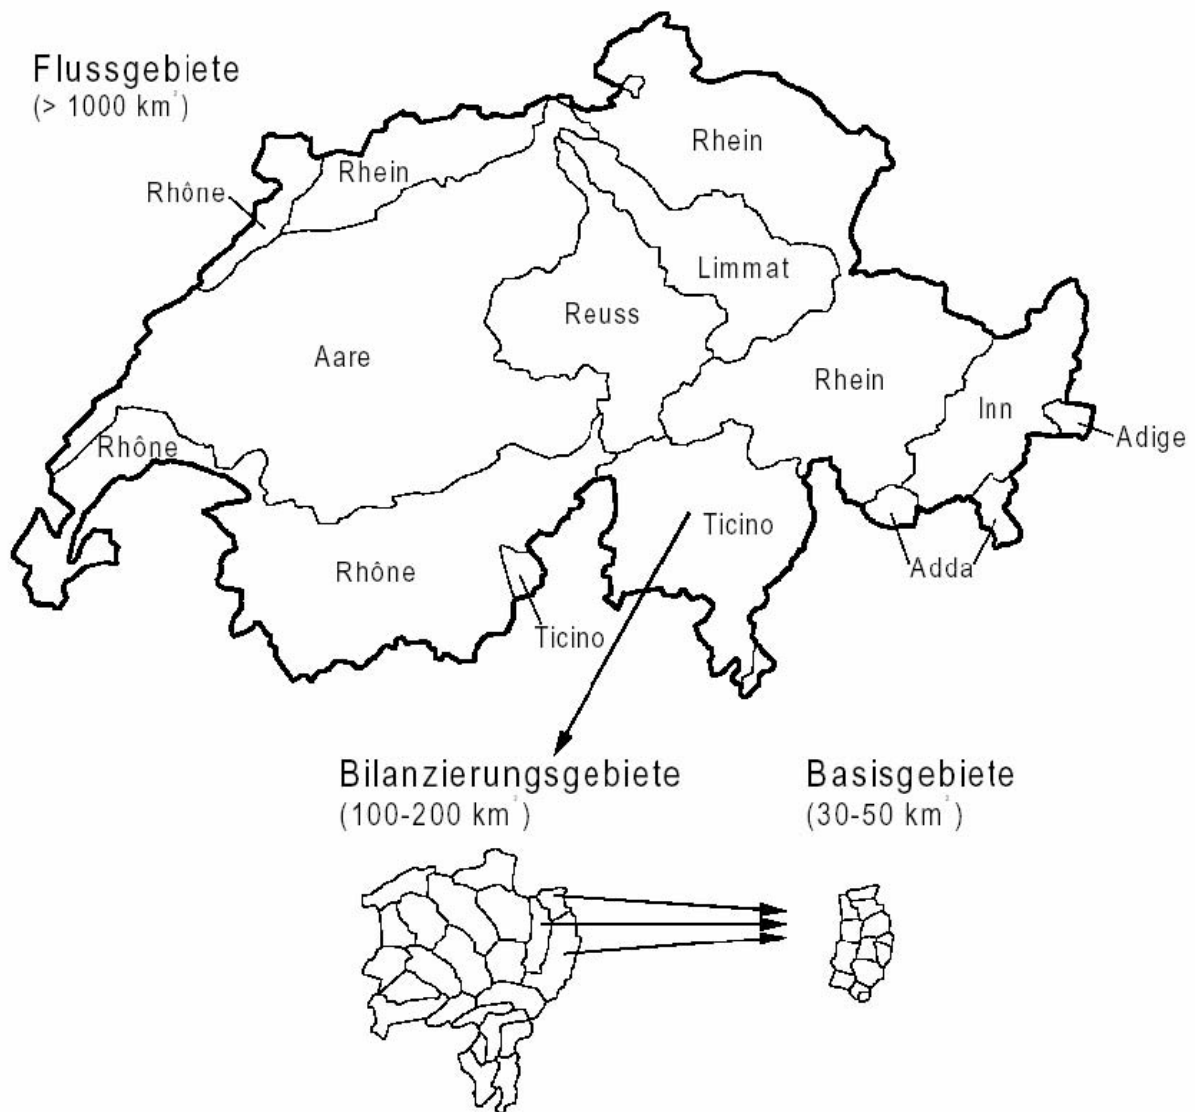 Flussgebiete
(> 1000 km²)
Rhein
Rhein
Rhône
Limmat
Reuss
Aare
Rhein
Inn
Adige
Rhône
Ticino
Adda
Rhône
Ticino
Bilanzierungsgebiete
(100-200 km²)
Basisgebiete
(30-50 km²)